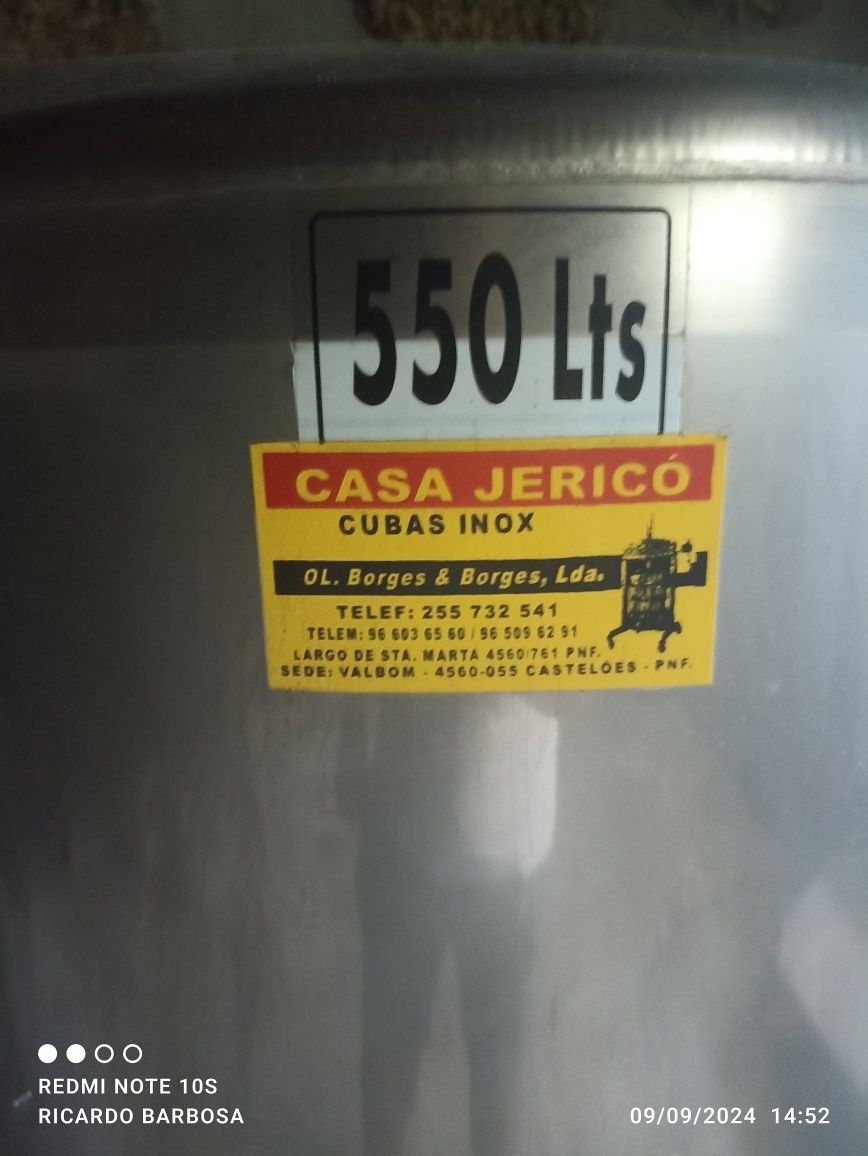 550 Lts
CASA JERICÓ
CUBAS INOX
OL. Borges & Borges, Lda.
TELEF: 255 732 541
TELEM: 96 603 65 60 / 96 509 62 91
LARGO DE STA. MARTA 4560/761 PNF.
SEDE: VALBOM - 4560-055 CASTELÕES - PNF.
REDMI NOTE 10S
RICARDO BARBOSA
09/09/2024 14:52